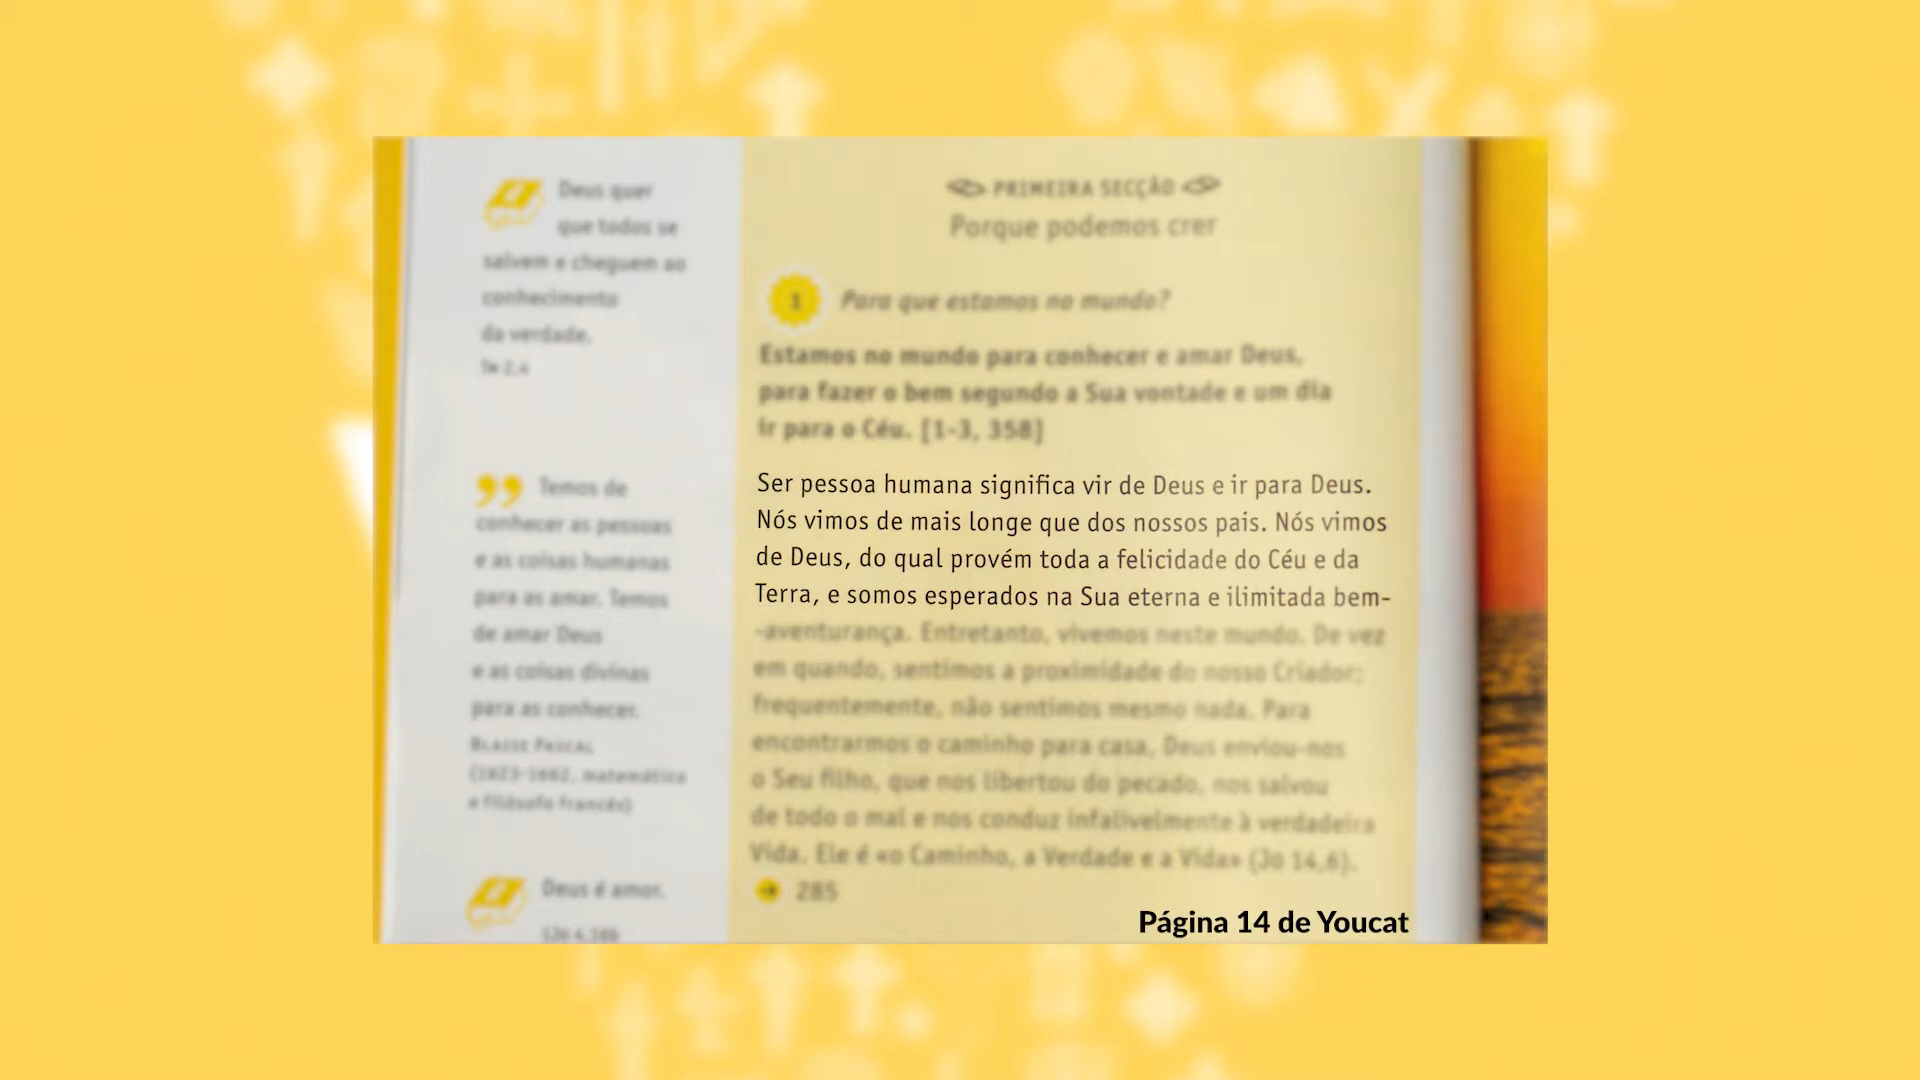 Deus quer
que todos se
salvem e cheguem ao
conhecimento
da verdade.
Temos de
conhecer as pessoas
e as coisas humanas
para as amar. Temos
de amar Deus
e as coisas divinas
para as conhecer.
BLAISE PASCAL
(1623-1662, matemático
e filósofo francês)
Deus é amor.
PRIMEIRA SECÇÃO
Porque podemos crer
1 Para que estamos no mundo?
Estamos no mundo para conhecer e amar Deus,
para fazer o bem segundo a Sua vontade e um dia
ir para o Céu. [1-3, 358]
Ser pessoa humana significa vir de Deus e ir para Deus.
Nós vimos de mais longe que dos nossos pais. Nós vimos
de Deus, do qual provém toda a felicidade do Céu e da
Terra, e somos esperados na Sua eterna e ilimitada bem-
-aventurança. Entretanto, vivemos neste mundo. De vez
em quando, sentimos a proximidade do nosso Criador;
frequentemente, não sentimos mesmo nada. Para
encontrarmos o caminho para casa, Deus enviou-nos
o Seu filho, que nos libertou do pecado, nos salvou
de todo o mal e nos conduz infalivelmente à verdadeira
Vida. Ele é «o Caminho, a Verdade e a Vida» (Jo 14,6).
➔ 285
Página 14 de Youcat